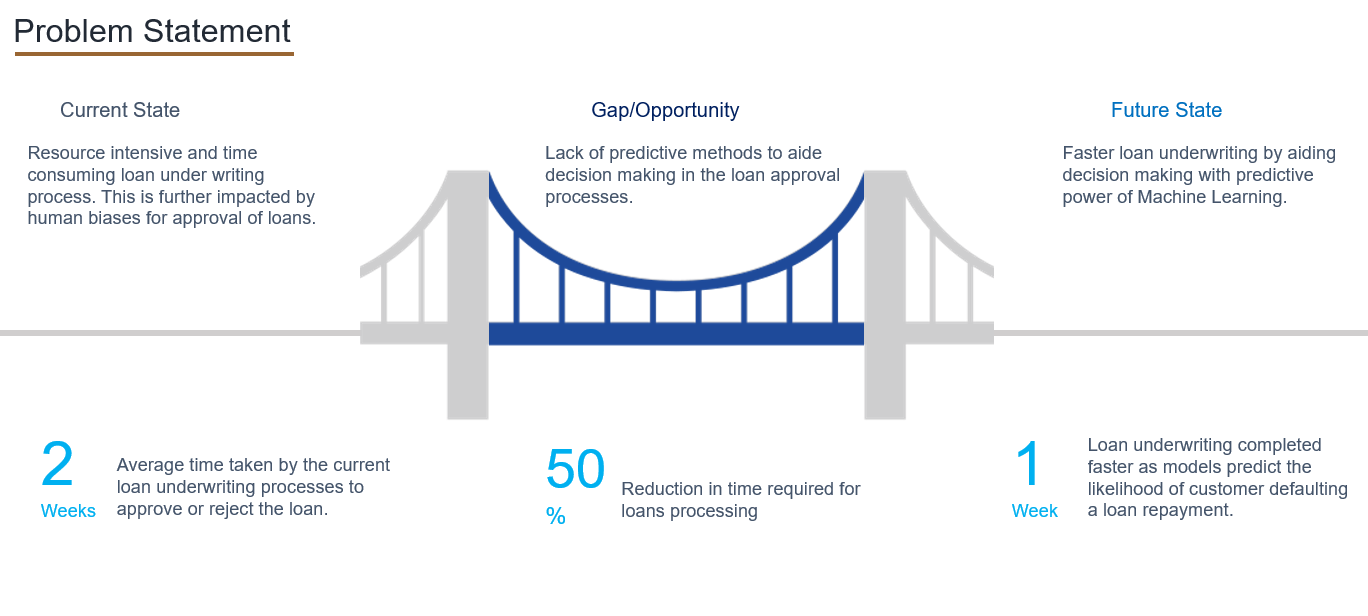 Problem Statement
Current State
Resource intensive and time
consuming loan under writing
process. This is further impacted by
human biases for approval of loans.
Gap/Opportunity
Lack of predictive methods to aide
decision making in the loan approval
processes.
Future State
Faster loan underwriting by aiding
decision making with predictive
power of Machine Learning.
2
Weeks
Average time taken by the current
loan underwriting processes to
approve or reject the loan.
50
%
Reduction in time required for
loans processing
1
Week
Loan underwriting completed
faster as models predict the
likelihood of customer defaulting
a loan repayment.